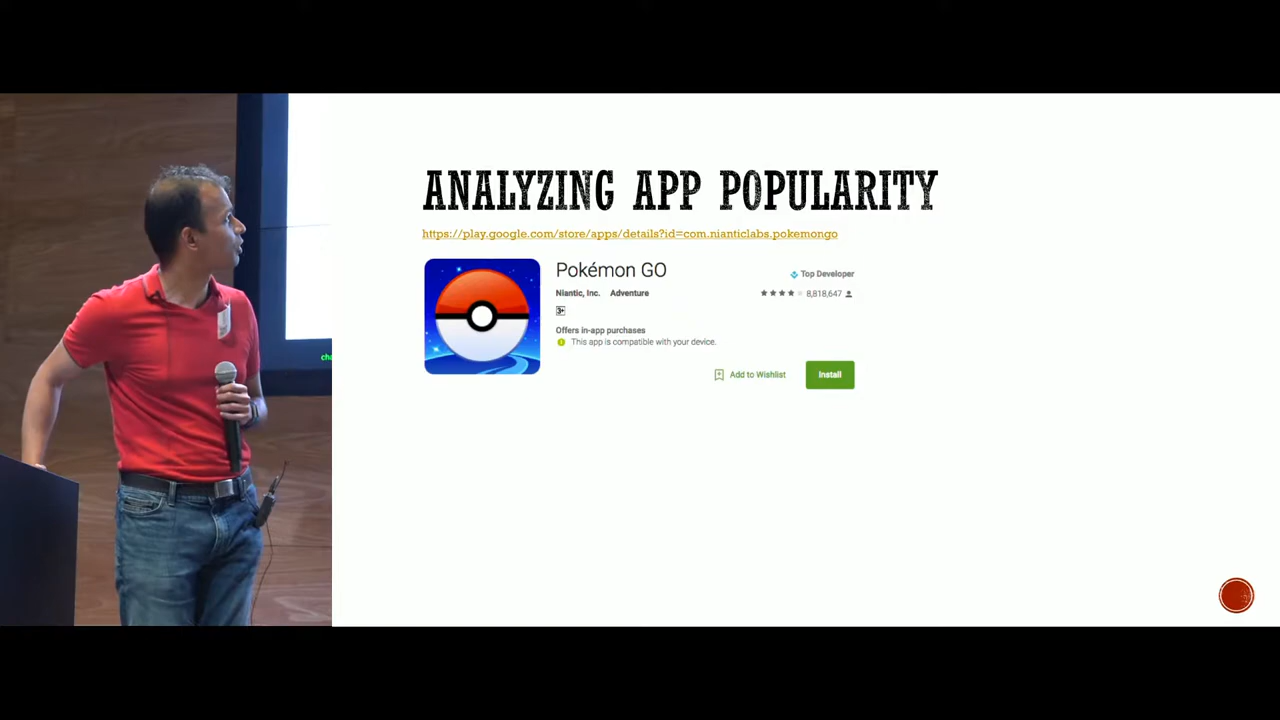 ANALYZING APP POPULARITY
https://play.google.com/store/apps/details?id=com.nianticlabs.pokemongo
Pokémon GO
Top Developer
Niantic, Inc. Adventure
8,818,647
3+
Offers in-app purchases
This app is compatible with your device.
Add to Wishlist
Install